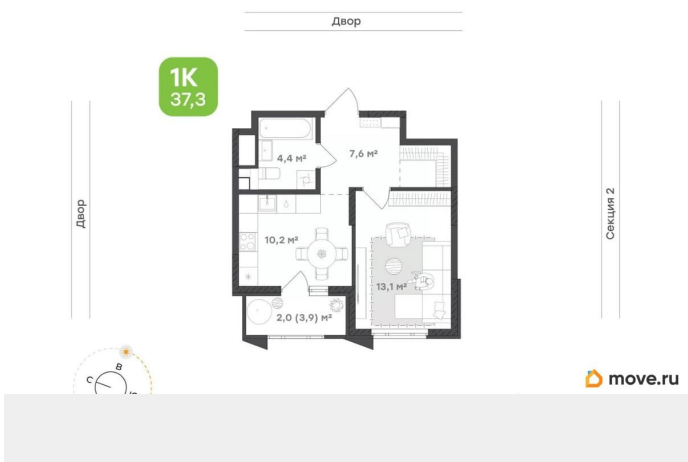 Двор
1К
37,3
4,4 м²
7,6 м²
Двор
Секция 2
10,2 м²
13,1 м²
2,0 (3,9) м²
В
С
move.ru